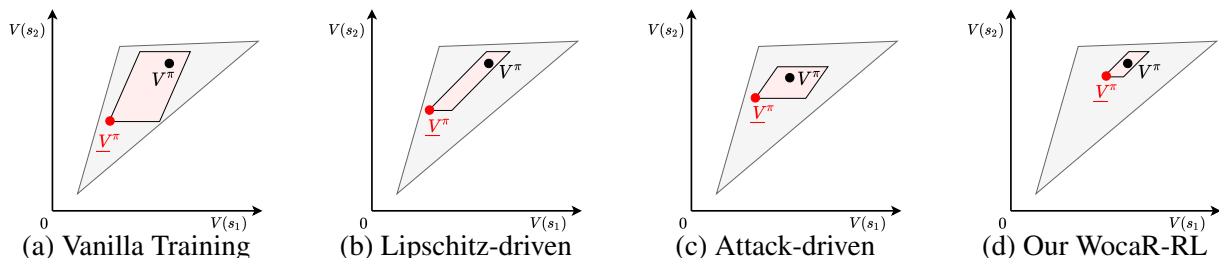 V(s₂) V(s₂) V(s₂) V(s₂)
V^π V^π V^π V^π
V^π V^π V^π V^π
0 V(s₁) 0 V(s₁) 0 V(s₁) 0 V(s₁)
(a) Vanilla Training (b) Lipschitz-driven (c) Attack-driven (d) Our WocaR-RL